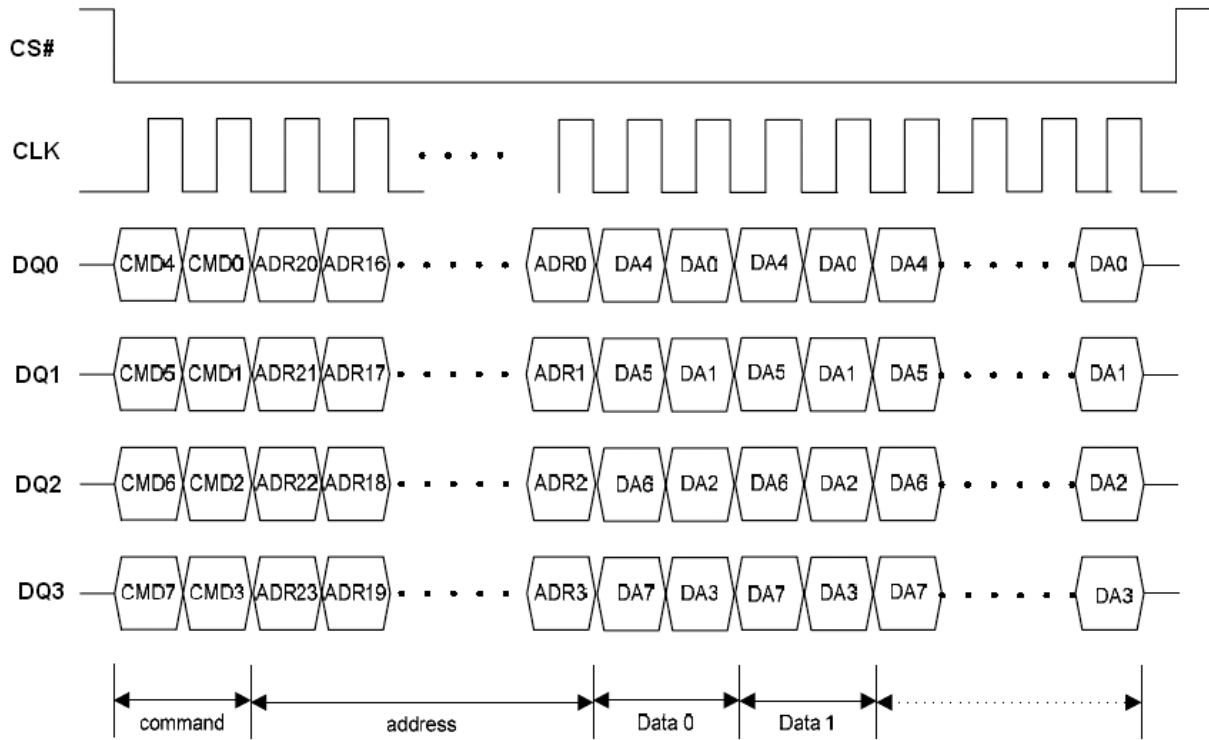 CS#
CLK
DQ0 CMD4 CMD0 ADR20 ADR16 ADR0 DA4 DA0 DA4 DA0 DA4 DA0
DQ1 CMD5 CMD1 ADR21 ADR17 ADR1 DA5 DA1 DA5 DA1 DA5 DA1
DQ2 CMD6 CMD2 ADR22 ADR18 ADR2 DA6 DA2 DA6 DA2 DA6 DA2
DQ3 CMD7 CMD3 ADR23 ADR19 ADR3 DA7 DA3 DA7 DA3 DA7 DA3
command address Data 0 Data 1